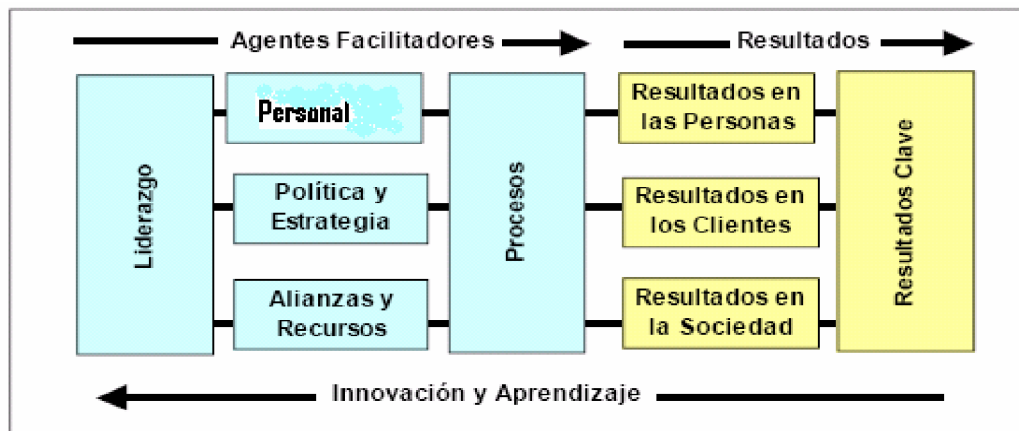 Agentes Facilitadores
Resultados
Liderazgo
Personal
Política y
Estrategia
Alianzas y
Recursos
Procesos
Resultados en
las Personas
Resultados en
los Clientes
Resultados en
la Sociedad
Resultados Clave
Innovación y Aprendizaje